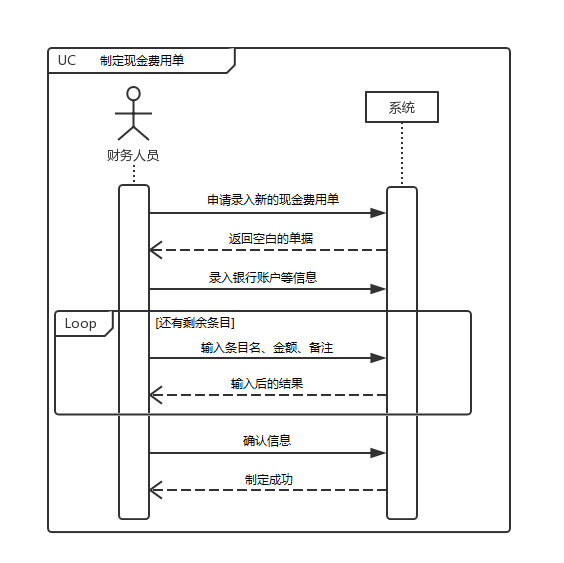 UC 制定现金费用单
系统
财务人员
申请录入新的现金费用单
返回空白的单据
录入银行账户等信息
Loop [还有剩余条目]
输入条目名、金额、备注
输入后的结果
确认信息
制定成功